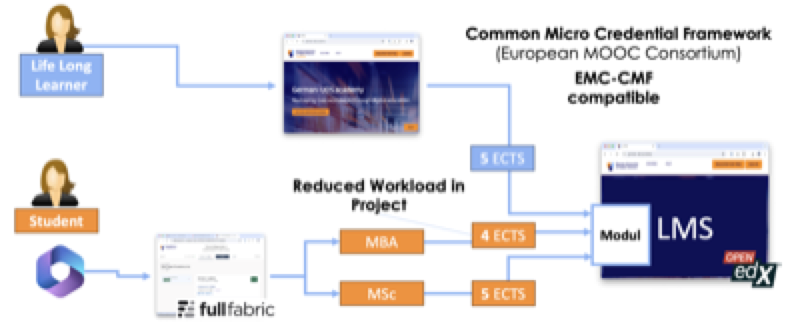 Common Micro Credential Framework
(European MOOC Consortium)
EMC-CMF
compatible
Life Long
Learner
German UDS Academy
5 ECTS
Reduced Workload in
Project
Student
MBA
4 ECTS
Modul
LMS
OPEN
edX
MSc
5 ECTS
fullfabric